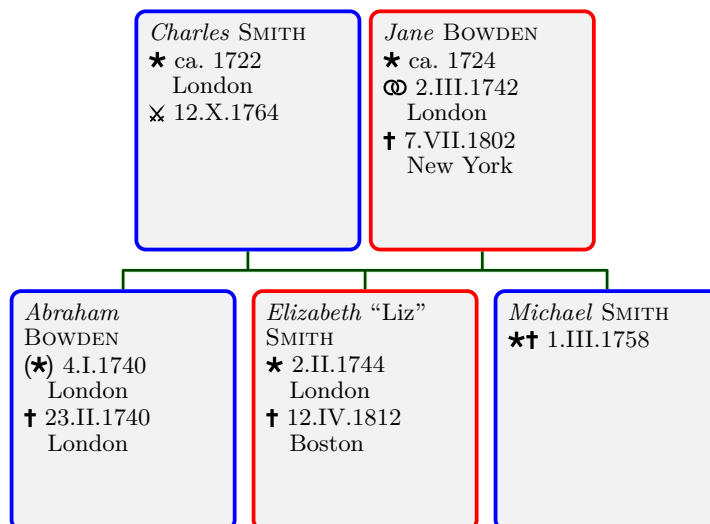 Charles SMITH
* ca. 1722
London
⚔ 12.X.1764
Jane BOWDEN
* ca. 1724
⚭ 2.III.1742
London
† 7.VII.1802
New York
Abraham
BOWDEN
(*) 4.I.1740
London
† 23.II.1740
London
Elizabeth “Liz”
SMITH
* 2.II.1744
London
† 12.IV.1812
Boston
Michael SMITH
*† 1.III.1758